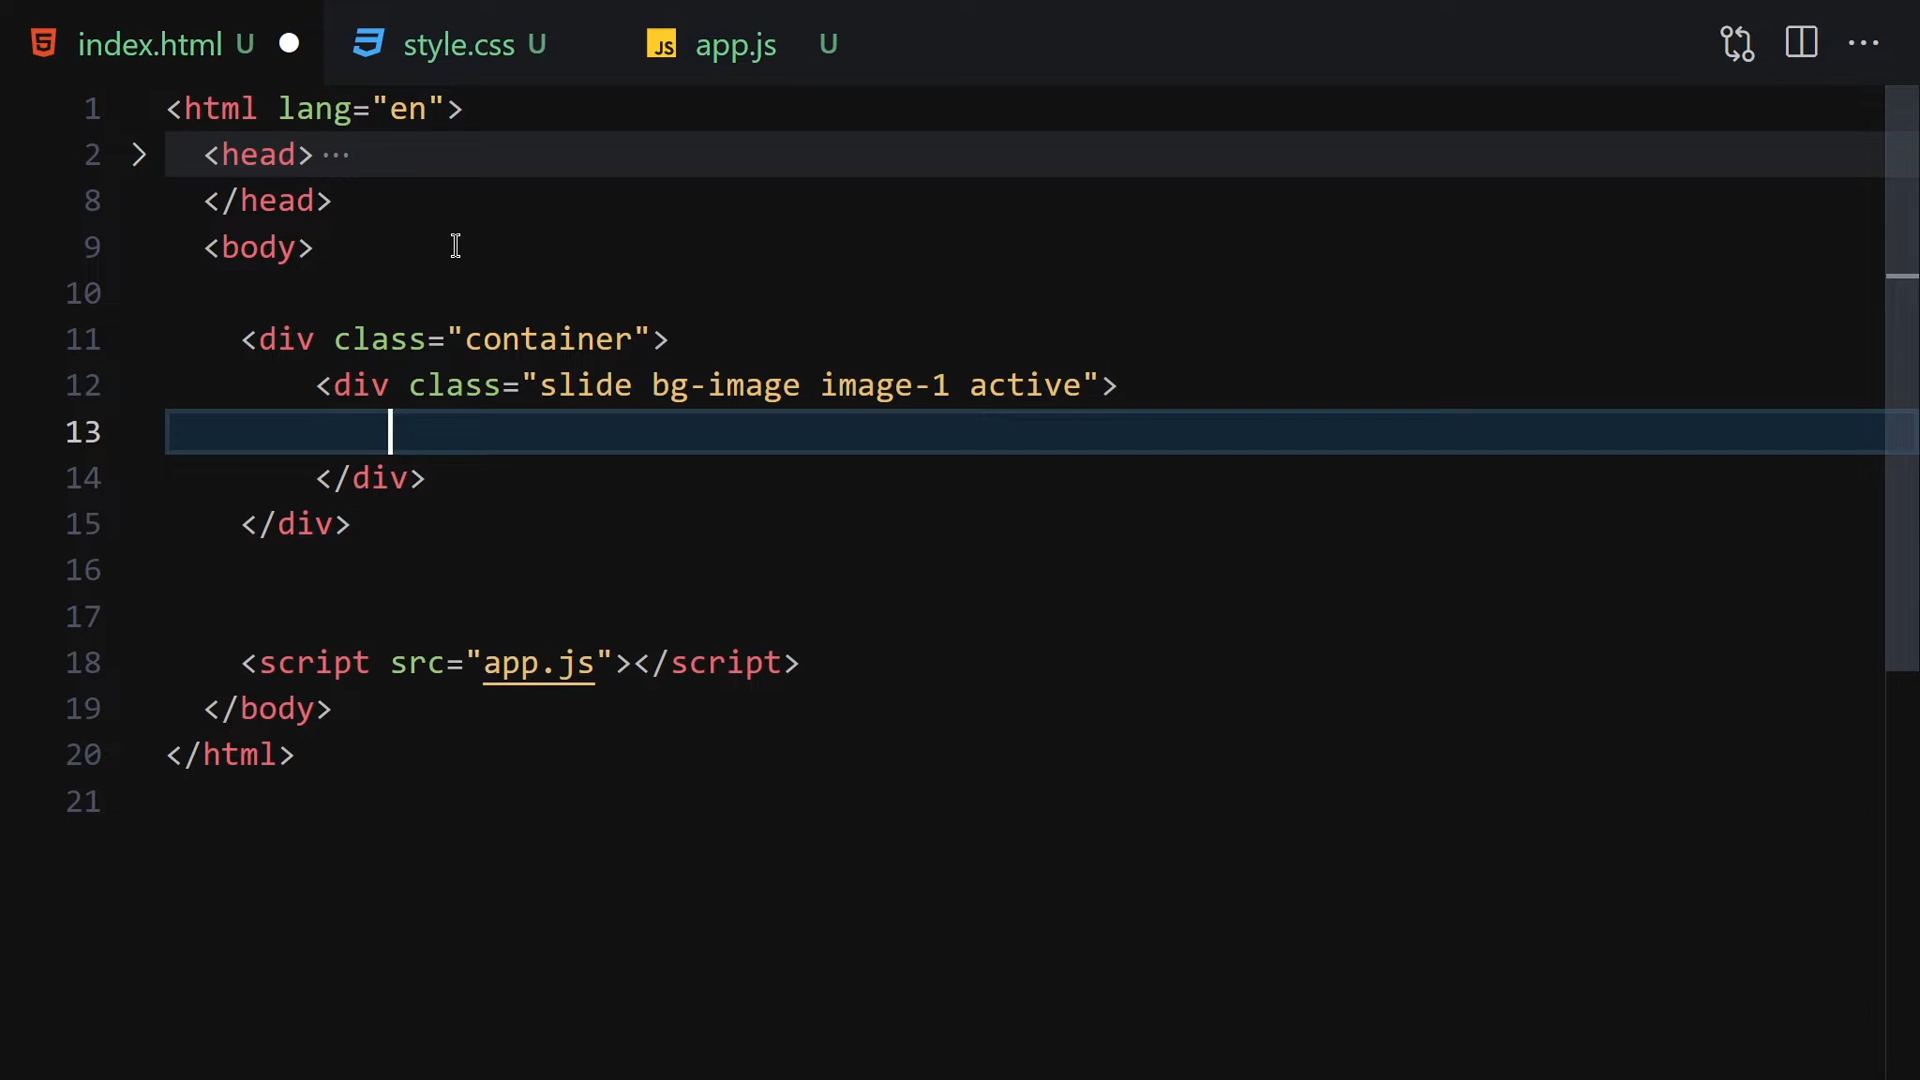 index.html U style.css U JS app.js U
1 <html lang="en">
2 <head>
8 </head>
9 <body>
10
11 <div class="container">
12 <div class="slide bg-image image-1 active">
13
14 </div>
15 </div>
16
17
18 <script src="app.js"></script>
19 </body>
20 </html>
21